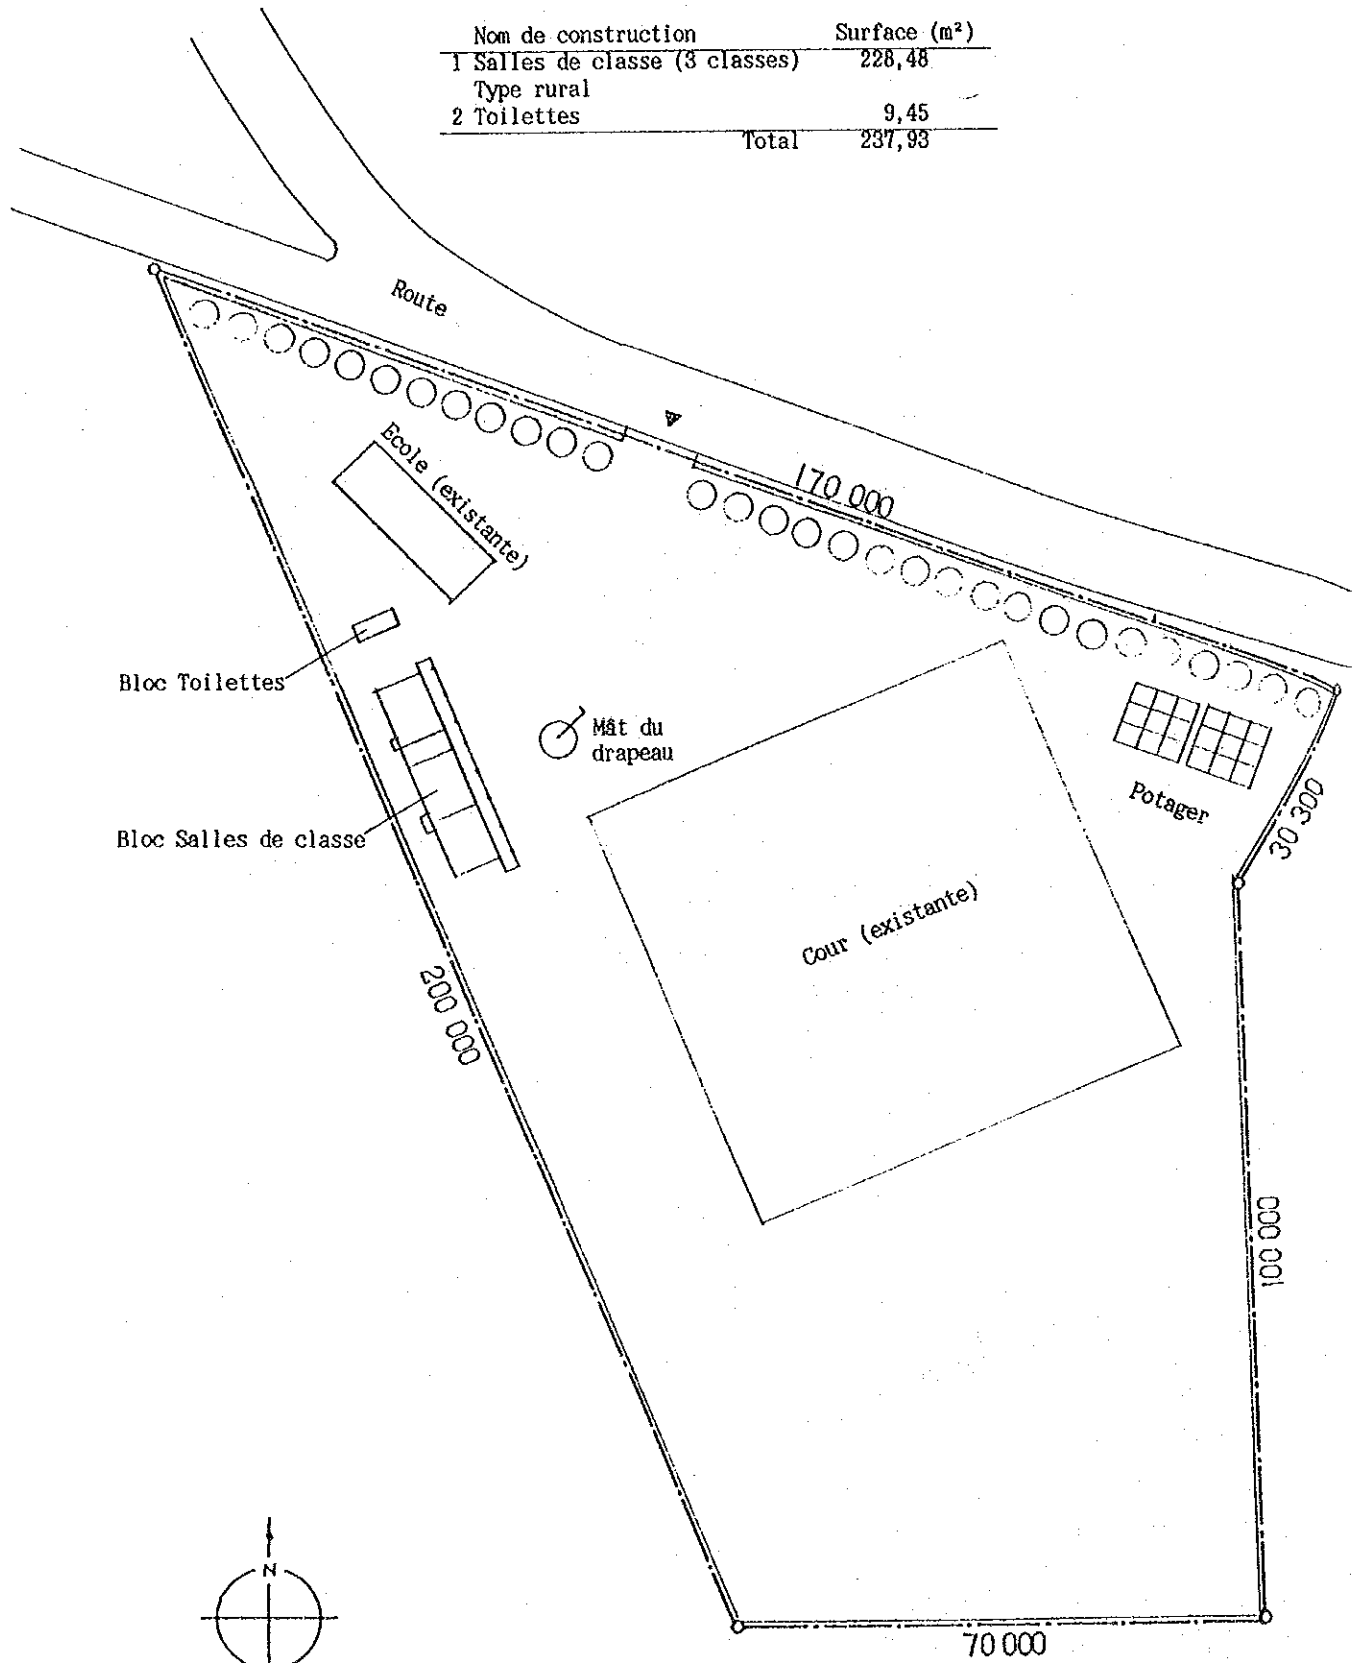 Nom de construction Surface (m²)
1 Salles de classe (3 classes) 228,48
Type rural
2 Toilettes 9,45
Total 237,93
Route
Ecole (existante)
170 000
Bloc Toilettes
Mât du
drapeau
Potager
30 300
Bloc Salles de classe
Cour (existante)
200 000
100 000
N
70 000